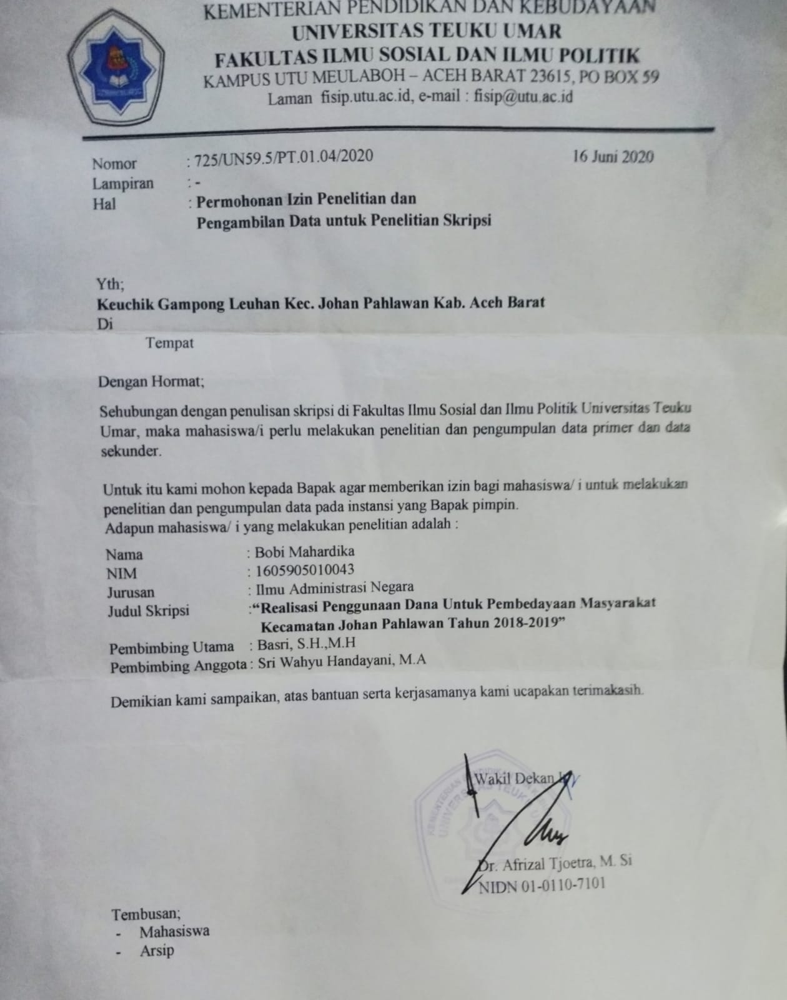 KEMENTERIAN PENDIDIKAN DAN KEBUDAYAAN
UNIVERSITAS TEUKU UMAR
FAKULTAS ILMU SOSIAL DAN ILMU POLITIK
KAMPUS UTU MEULABOH – ACEH BARAT 23615, PO BOX 59
Laman fisip.utu.ac.id, e-mail : fisip@utu.ac.id
Nomor : 725/UN59.5/PT.01.04/2020 16 Juni 2020
Lampiran : -
Hal : Permohonan Izin Penelitian dan
Pengambilan Data untuk Penelitian Skripsi
Yth;
Keuchik Gampong Leuhan Kec. Johan Pahlawan Kab. Aceh Barat
Di
Tempat
Dengan Hormat;
Sehubungan dengan penulisan skripsi di Fakultas Ilmu Sosial dan Ilmu Politik Universitas Teuku
Umar, maka mahasiswa/i perlu melakukan penelitian dan pengumpulan data primer dan data
sekunder.
Untuk itu kami mohon kepada Bapak agar memberikan izin bagi mahasiswa/ i untuk melakukan
penelitian dan pengumpulan data pada instansi yang Bapak pimpin.
Adapun mahasiswa/ i yang melakukan penelitian adalah :
Nama : Bobi Mahardika
NIM : 1605905010043
Jurusan : Ilmu Administrasi Negara
Judul Skripsi :“Realisasi Penggunaan Dana Untuk Pembedayaan Masyarakat
Kecamatan Johan Pahlawan Tahun 2018-2019”
Pembimbing Utama : Basri, S.H.,M.H
Pembimbing Anggota : Sri Wahyu Handayani, M.A
Demikian kami sampaikan, atas bantuan serta kerjasamanya kami ucapakan terimakasih.
Wakil Dekan
Dr. Afrizal Tjoetra, M. Si
NIDN 01-0110-7101
Tembusan;
- Mahasiswa
- Arsip